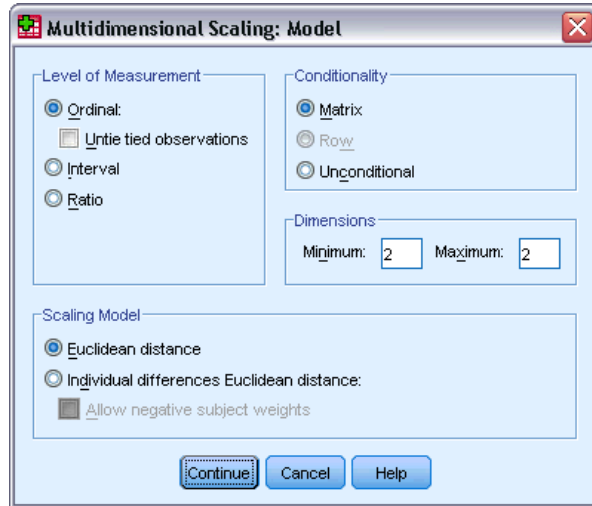 Multidimensional Scaling: Model
Level of Measurement
Ordinal:
Untie tied observations
Interval
Ratio
Conditionality
Matrix
Row
Unconditional
Dimensions
Minimum: 2 Maximum: 2
Scaling Model
Euclidean distance
Individual differences Euclidean distance:
Allow negative subject weights
Continue Cancel Help